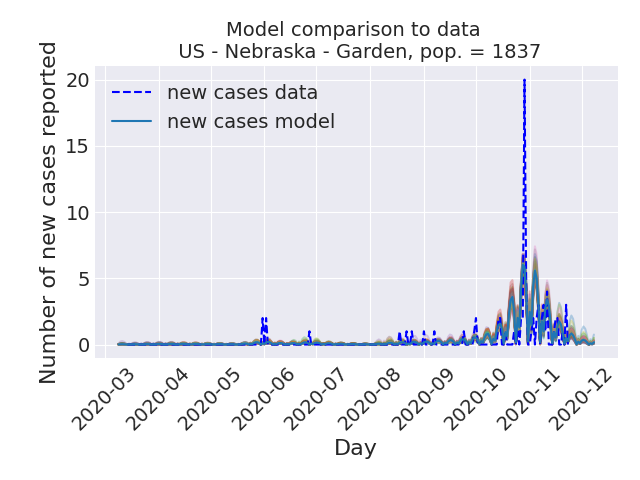 Model comparison to data
US - Nebraska - Garden, pop. = 1837
Number of new cases reported
20
15
10
5
0
new cases data
new cases model
2020-03
2020-04
2020-05
2020-06
2020-07
2020-08
2020-09
2020-10
2020-11
2020-12
Day